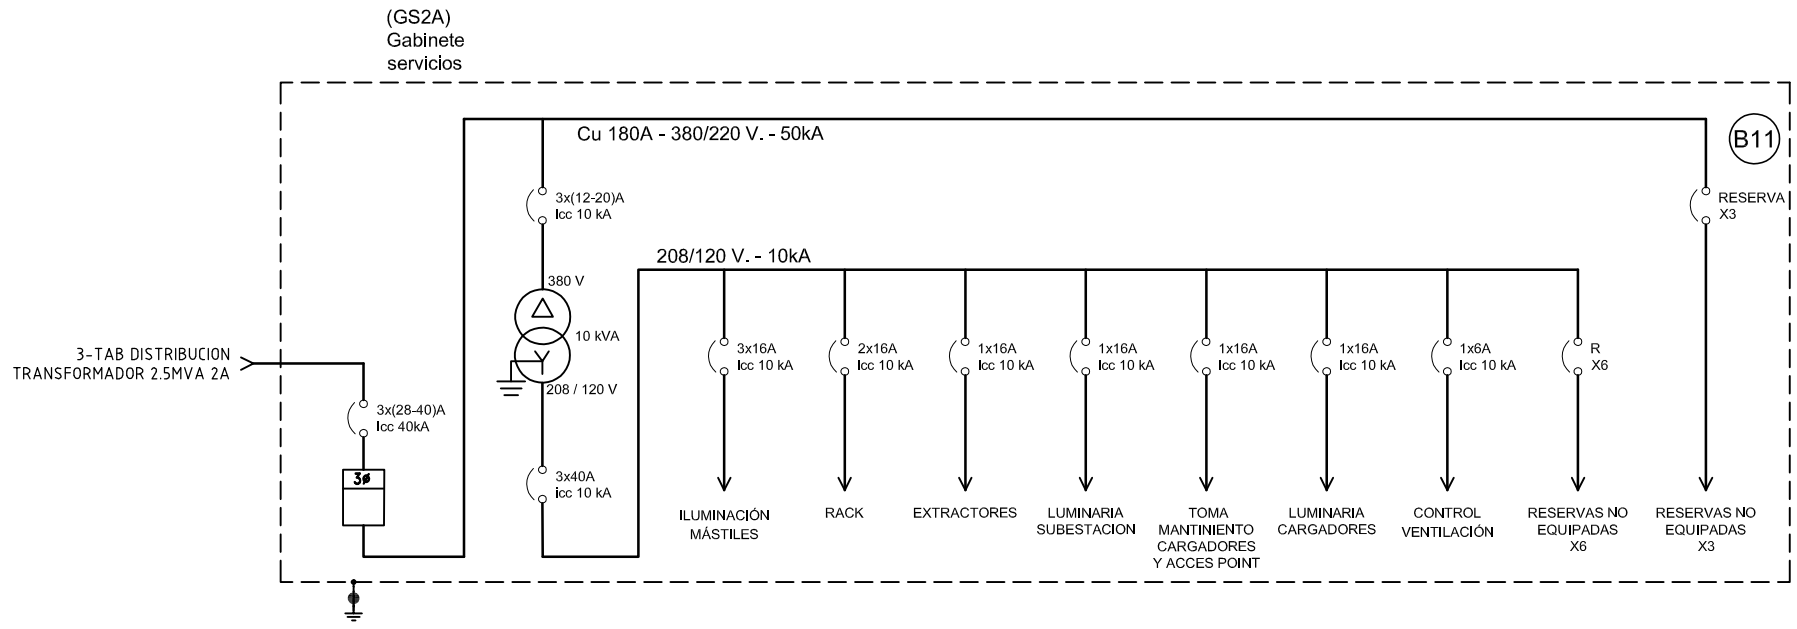 (GS2A)
Gabinete
servicios
Cu 180A - 380/220 V. - 50kA
B11
3x(12-20)A
Icc 10 kA
RESERVA
X3
208/120 V. - 10kA
380 V
10 kVA
208 / 120 V
3-TAB DISTRIBUCION
TRANSFORMADOR 2.5MVA 2A
3x(28-40)A
Icc 40kA
3ø
3x40A
icc 10 kA
3x16A
Icc 10 kA
2x16A
Icc 10 kA
1x16A
Icc 10 kA
1x16A
Icc 10 kA
1x16A
Icc 10 kA
1x16A
Icc 10 kA
1x6A
Icc 10 kA
R
X6
ILUMINACIÓN
MÁSTILES
RACK
EXTRACTORES
LUMINARIA
SUBESTACION
TOMA
MANTINIENTO
CARGADORES
Y ACCES POINT
LUMINARIA
CARGADORES
CONTROL
VENTILACIÓN
RESERVAS NO
EQUIPADAS
X6
RESERVAS NO
EQUIPADAS
X3